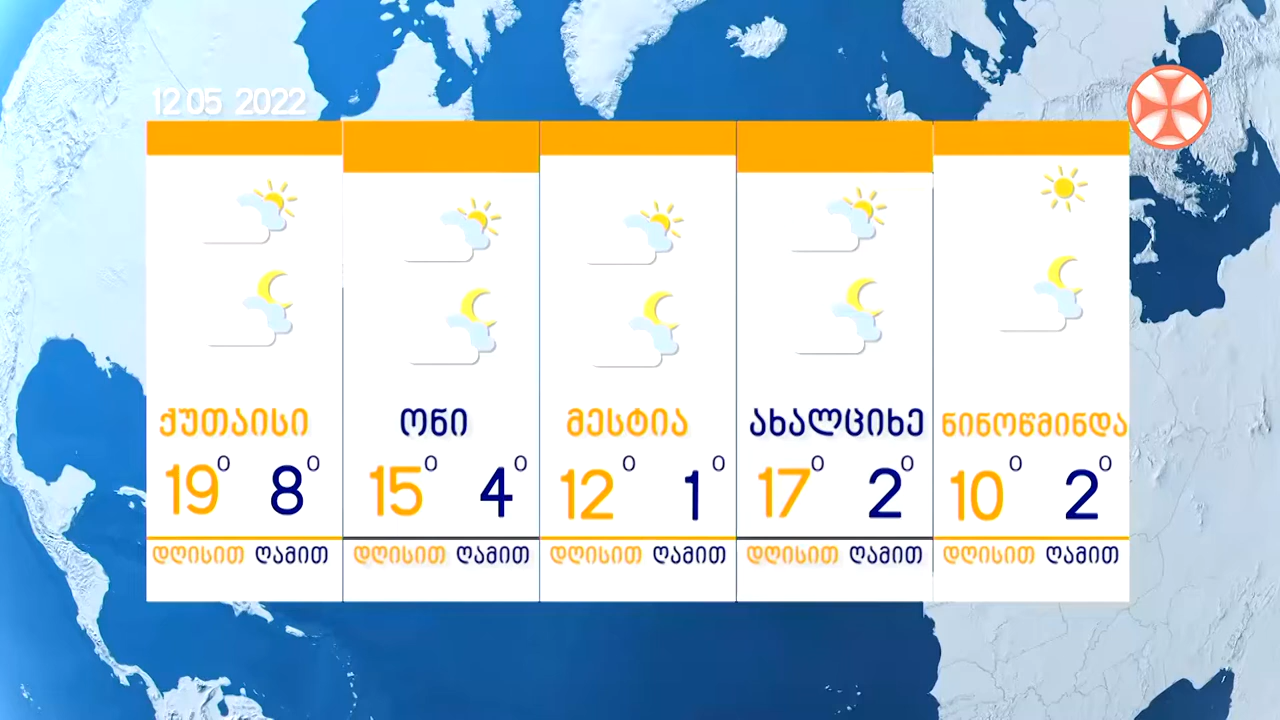 12 05 2022
ქუთაისი
19° 8°
დღისით ღამით
ონი
15° 4°
დღისით ღამით
მესტია
12° 1°
დღისით ღამით
ახალციხე
17° 2°
დღისით ღამით
ნინოწმინდა
10° 2°
დღისით ღამით